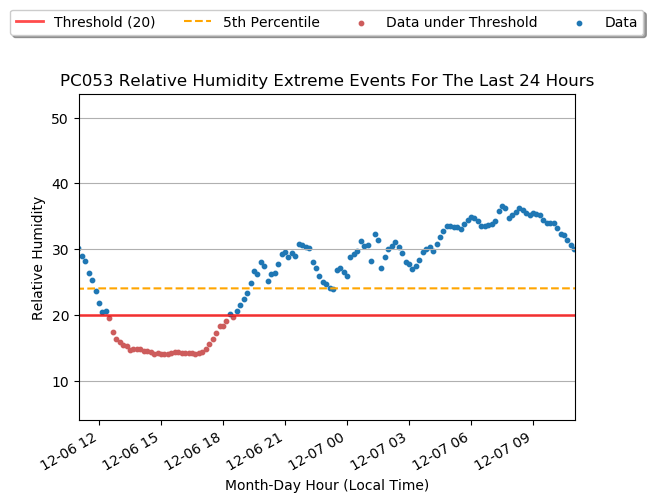 Threshold (20) 5th Percentile Data under Threshold Data
PC053 Relative Humidity Extreme Events For The Last 24 Hours
50
40
30
20
10
Relative Humidity
12-06 12 12-06 15 12-06 18 12-06 21 12-07 00 12-07 03 12-07 06 12-07 09
Month-Day Hour (Local Time)